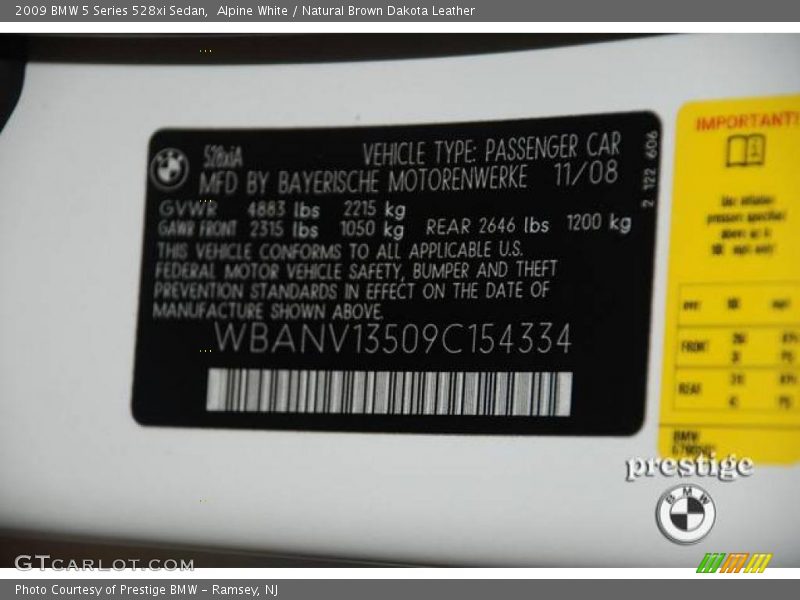 2009 BMW 5 Series 528xi Sedan,  Alpine White / Natural Brown Dakota Leather
528xiA
VEHICLE TYPE: PASSENGER CAR
MFD BY BAYERISCHE MOTORENWERKE 11/08
GVWR 4883 lbs 2215 kg
GAWR FRONT 2315 lbs 1050 kg REAR 2646 lbs 1200 kg
THIS VEHICLE CONFORMS TO ALL APPLICABLE U.S.
FEDERAL MOTOR VEHICLE SAFETY, BUMPER AND THEFT
PREVENTION STANDARDS IN EFFECT ON THE DATE OF
MANUFACTURE SHOWN ABOVE.
WBANV13509C154334
2 122 606
IMPORTANT!
FRONT
REAR
BMW
prestige
BMW
GTCARLOT.COM
Photo Courtesy of Prestige BMW – Ramsey, NJ